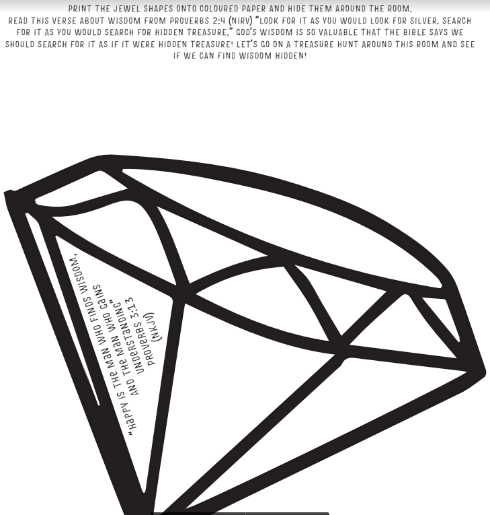 PRINT THE JEWEL SHAPES ONTO COLOURED PAPER AND HIDE THEM AROUND THE ROOM.
READ THIS VERSE ABOUT WISDOM FROM PROVERBS 2:4 (NIRV) "LOOK FOR IT AS YOU WOULD LOOK FOR SILVER. SEARCH
FOR IT AS YOU WOULD SEARCH FOR HIDDEN TREASURE." GOD'S WISDOM IS SO VALUABLE THAT THE BIBLE SAYS WE
SHOULD SEARCH FOR IT AS IF IT WERE HIDDEN TREASURE! LET'S GO ON A TREASURE HUNT AROUND THIS ROOM AND SEE
IF WE CAN FIND WISDOM HIDDEN!
"HAPPY IS THE MAN WHO FINDS WISDOM,
AND THE MAN WHO GAINS
UNDERSTANDING"
PROVERBS 3:13
(NKJV)